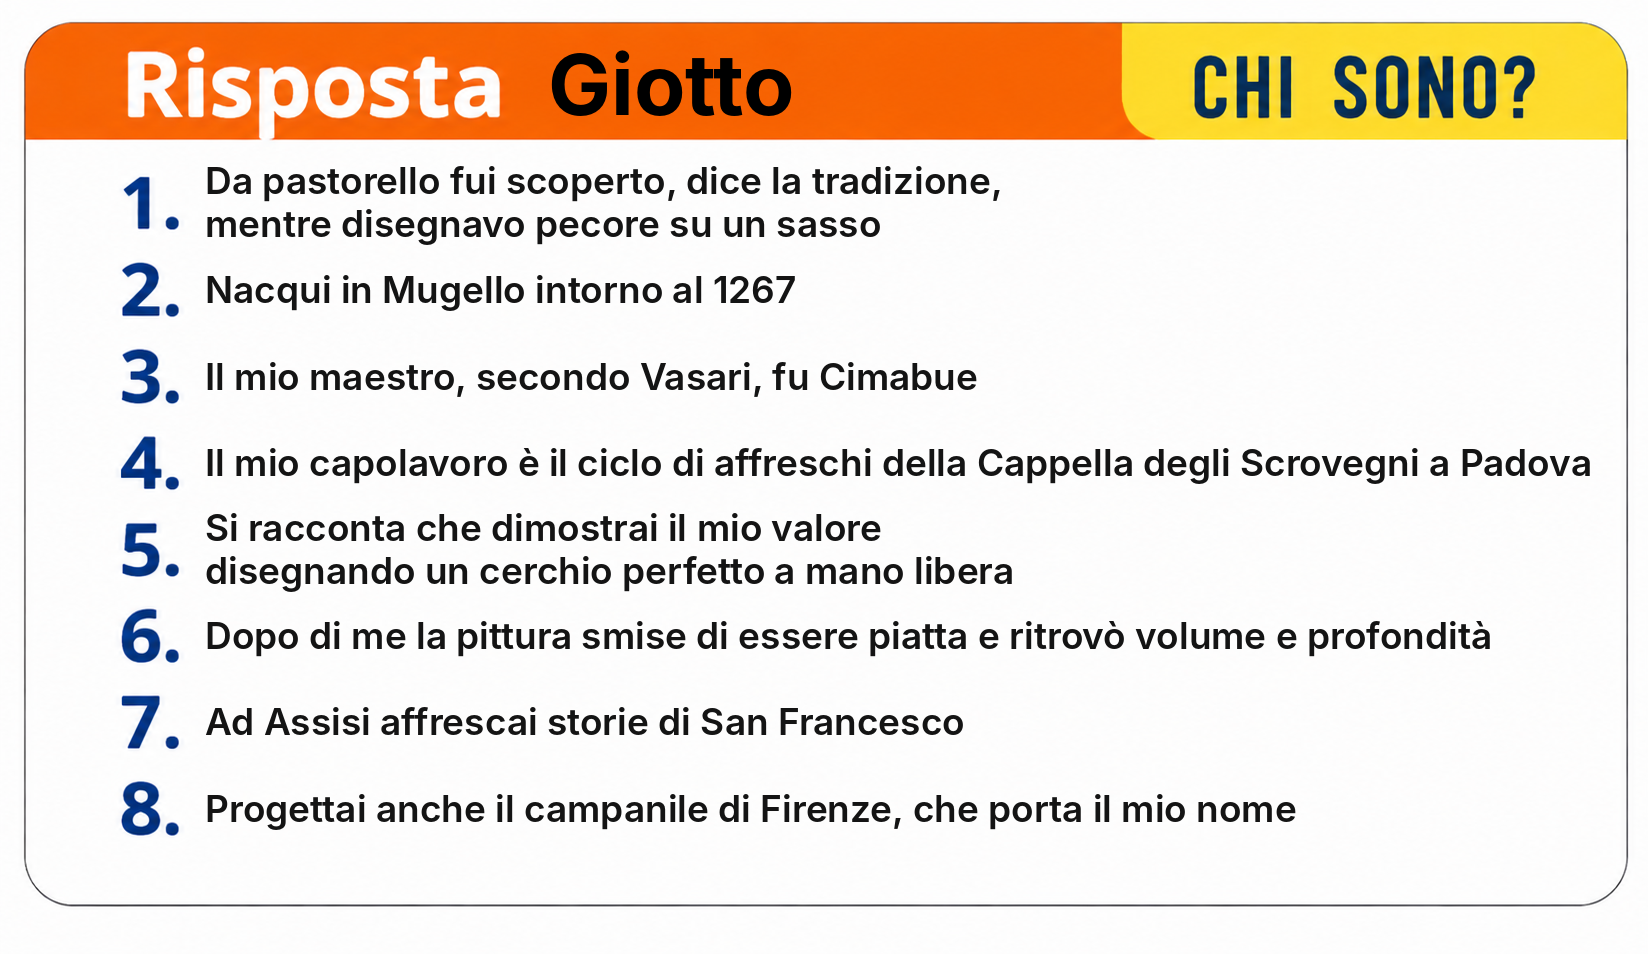 Risposta Giotto
CHI SONO?
1. Da pastorello fui scoperto, dice la tradizione,
mentre disegnavo pecore su un sasso
2. Nacqui in Mugello intorno al 1267
3. Il mio maestro, secondo Vasari, fu Cimabue
4. Il mio capolavoro è il ciclo di affreschi della Cappella degli Scrovegni a Padova
5. Si racconta che dimostrai il mio valore
disegnando un cerchio perfetto a mano libera
6. Dopo di me la pittura smise di essere piatta e ritrovò volume e profondità
7. Ad Assisi affrescai storie di San Francesco
8. Progettai anche il campanile di Firenze, che porta il mio nome